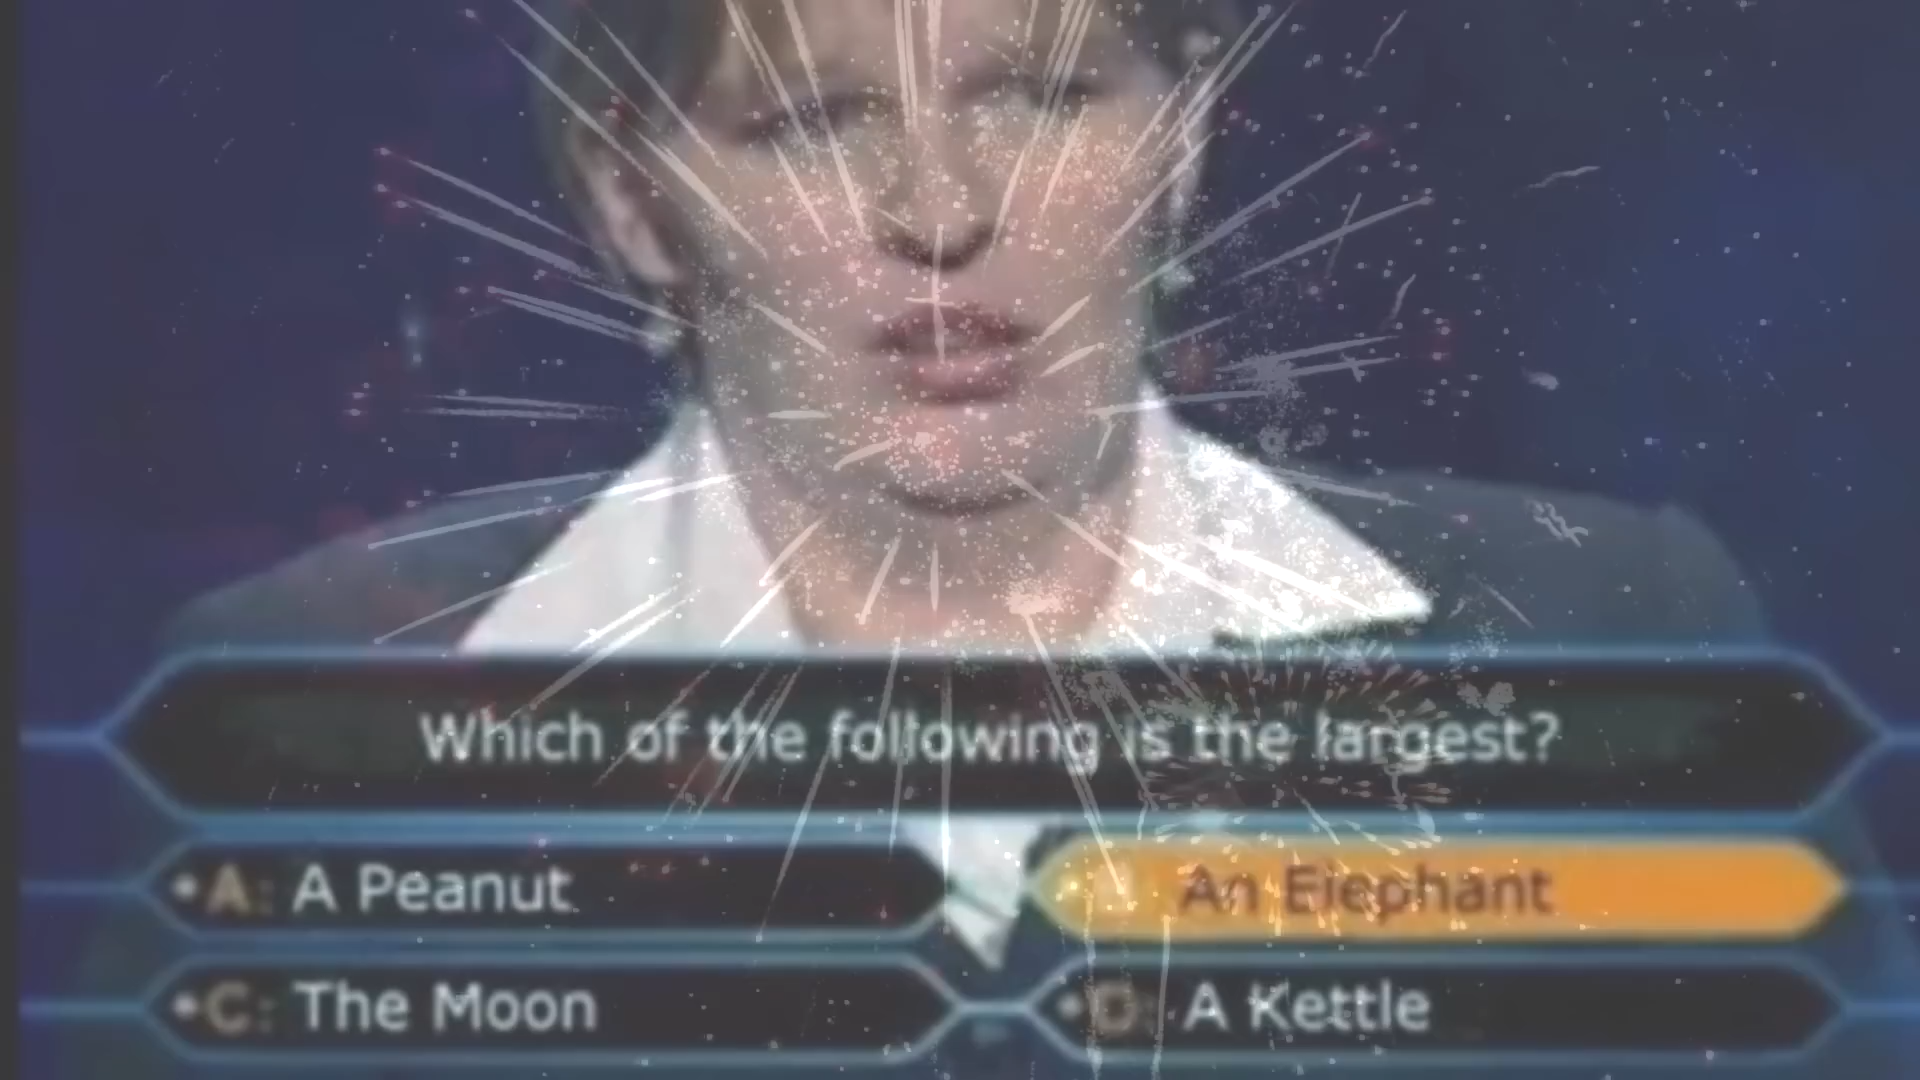 Which of the following is the largest?
A: A Peanut
An Elephant
C: The Moon
D: A Kettle